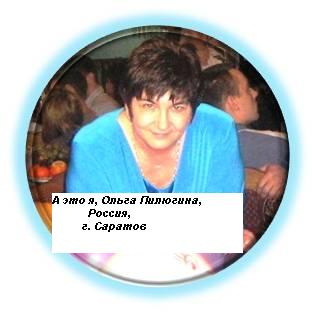 А это я, Ольга Пилюгина,
Россия,
г. Саратов